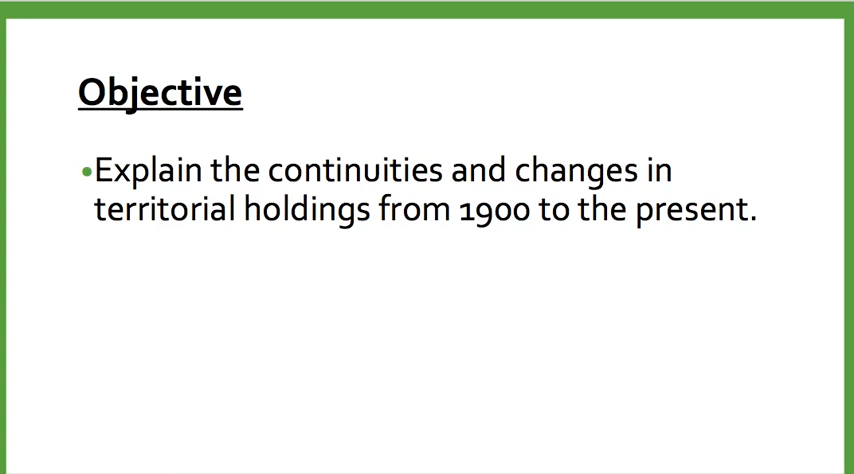 Objective
•Explain the continuities and changes in
territorial holdings from 1900 to the present.